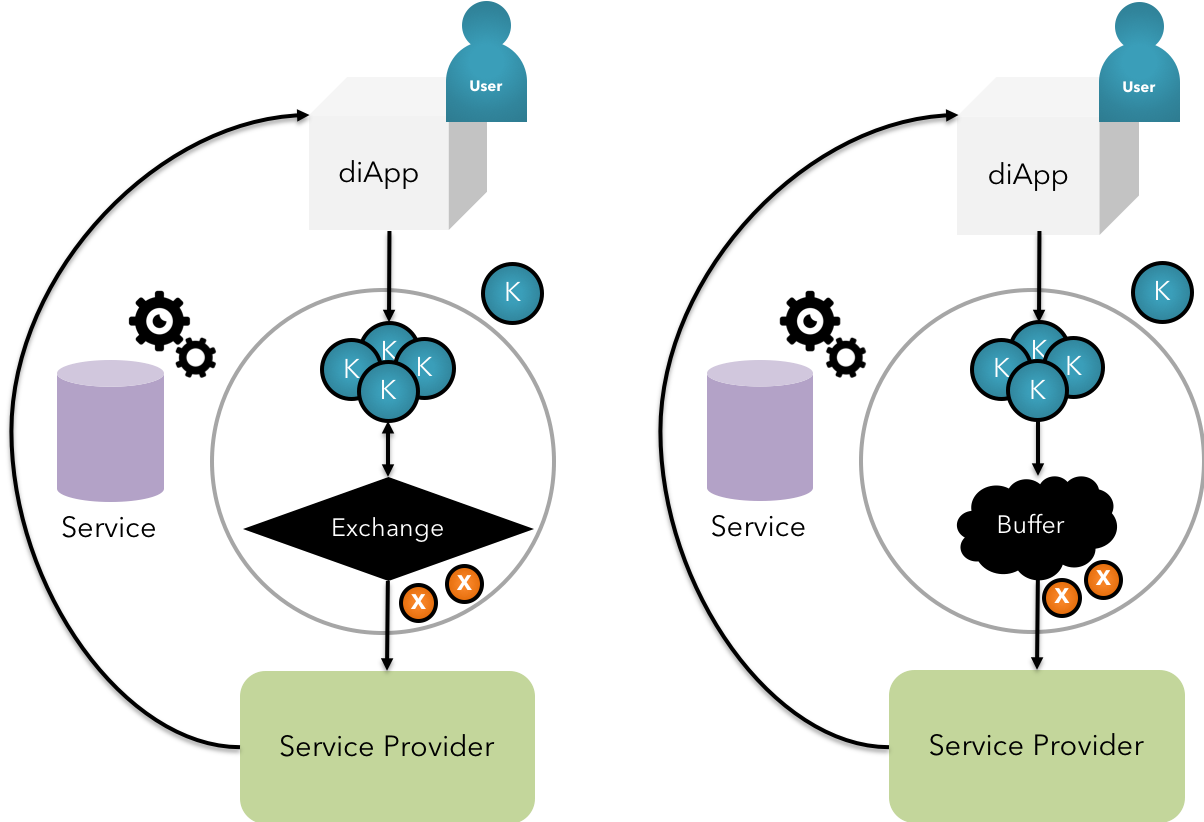 User
diApp
K
K
K
K
K
Exchange
X
X
Service
Service Provider
User
diApp
K
K
K
K
K
Buffer
X
X
Service
Service Provider